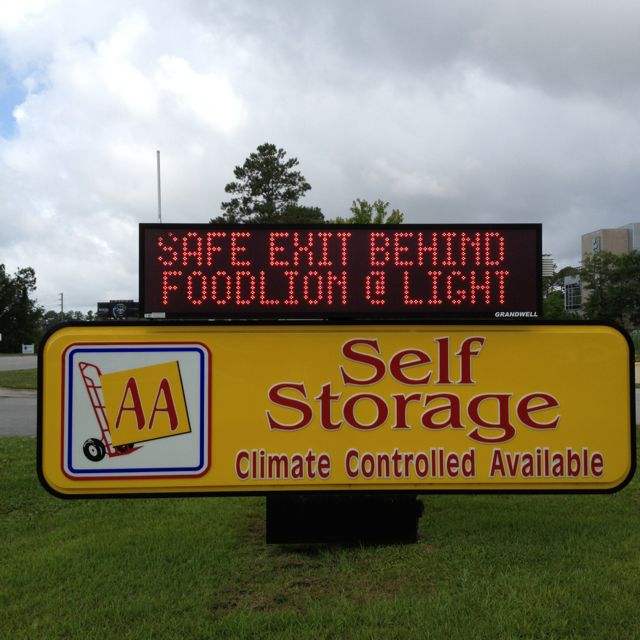 SAFE EXIT BEHIND
FOODLION @ LIGHT
GRANDWELL
AA
Self
Storage
Climate Controlled Available